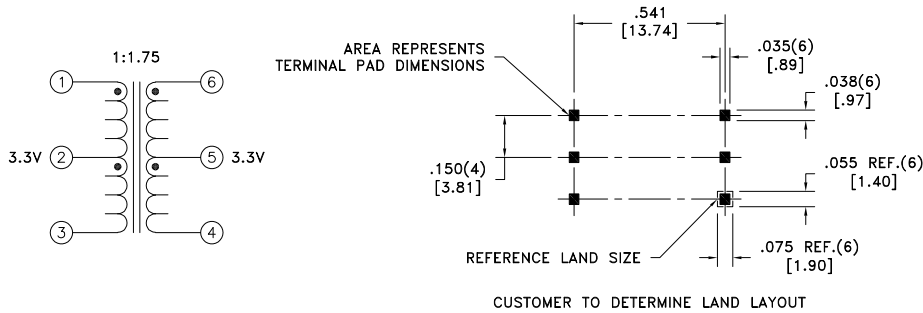 1:1.75
1
6
3.3V
2
5
3.3V
3
4
AREA REPRESENTS
TERMINAL PAD DIMENSIONS
.541
[13.74]
.035(6)
[.89]
.038(6)
[.97]
.150(4)
[3.81]
.055 REF.(6)
[1.40]
REFERENCE LAND SIZE
.075 REF.(6)
[1.90]
CUSTOMER TO DETERMINE LAND LAYOUT